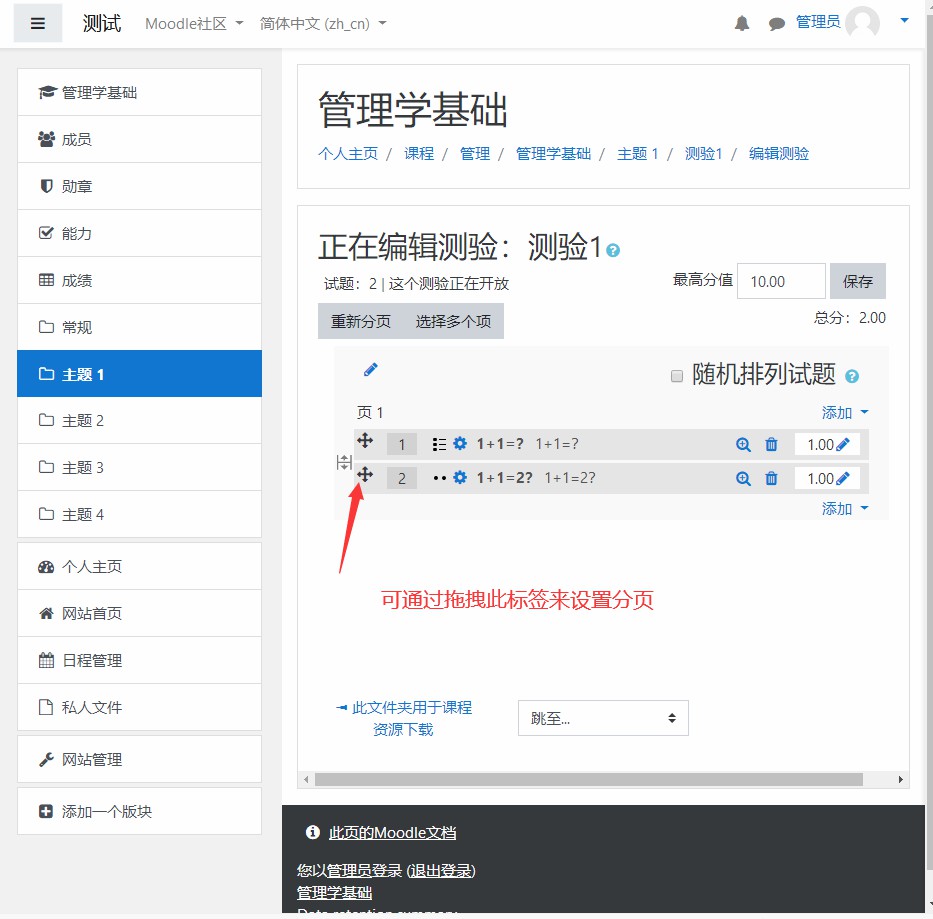 测试 Moodle社区 简体中文 (zh_cn) 管理员
管理学基础
成员
勋章
能力
成绩
常规
主题 1
主题 2
主题 3
主题 4
个人主页
网站首页
日程管理
私人文件
网站管理
添加一个版块
管理学基础
个人主页 / 课程 / 管理 / 管理学基础 / 主题 1 / 测验1 / 编辑测验
正在编辑测验：测验1
试题：2 | 这个测验正在开放
最高分值 10.00 保存
重新分页 选择多个项
总分：2.00
随机排列试题
页 1 添加
1 1+1=? 1+1=? 1.00
2 1+1=2? 1+1=2?? 1.00
添加
可通过拖拽此标签来设置分页
◄ 此文件夹用于课程
资源下载
跳至...
此页的Moodle文档
您以管理员登录 (退出登录)
管理学基础
Data retention summary